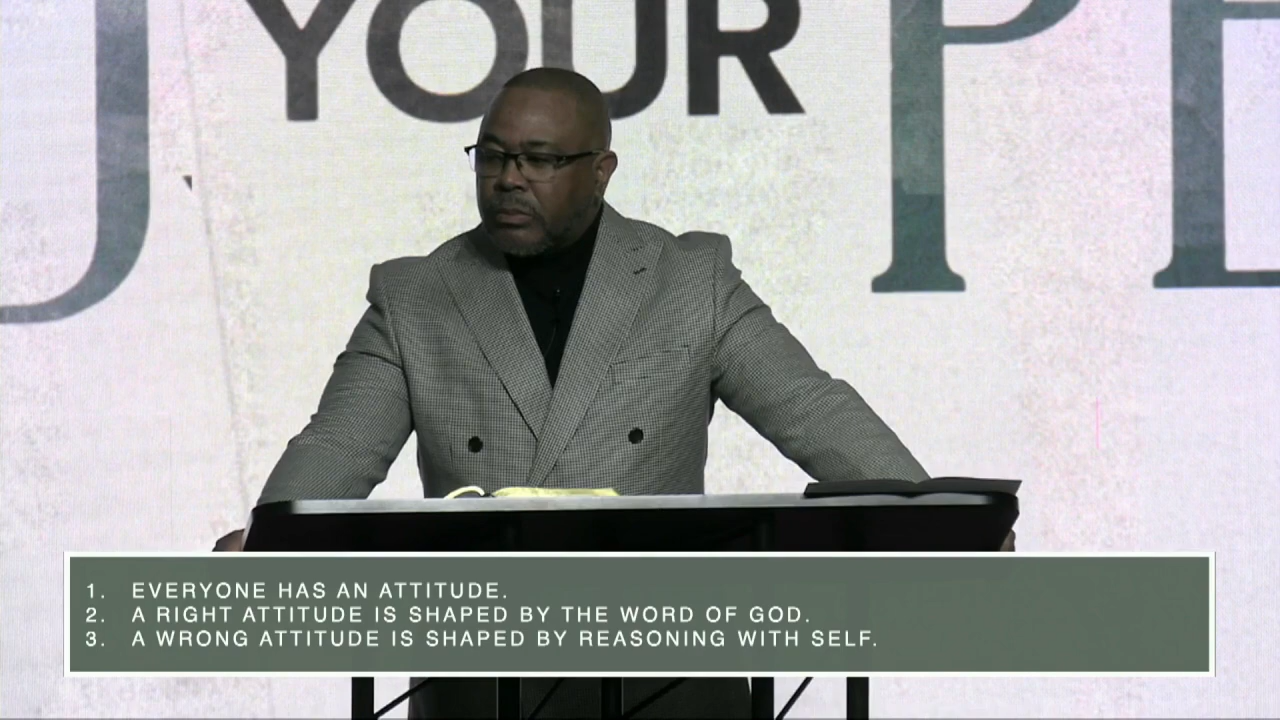 YOUR
1. EVERYONE HAS AN ATTITUDE.
2. A RIGHT ATTITUDE IS SHAPED BY THE WORD OF GOD.
3. A WRONG ATTITUDE IS SHAPED BY REASONING WITH SELF.